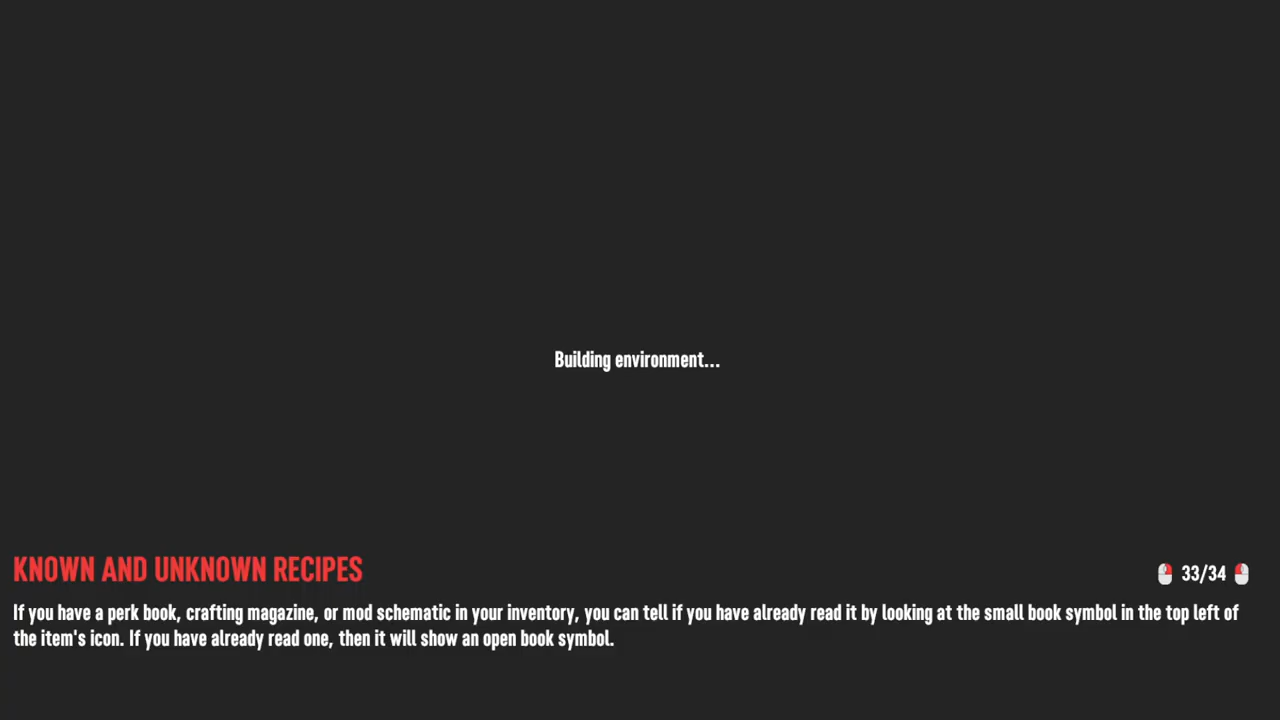 Building environment...
KNOWN AND UNKNOWN RECIPES
33/34
If you have a perk book, crafting magazine, or mod schematic in your inventory, you can tell if you have already read it by looking at the small book symbol in the top left of
the item's icon. If you have already read one, then it will show an open book symbol.